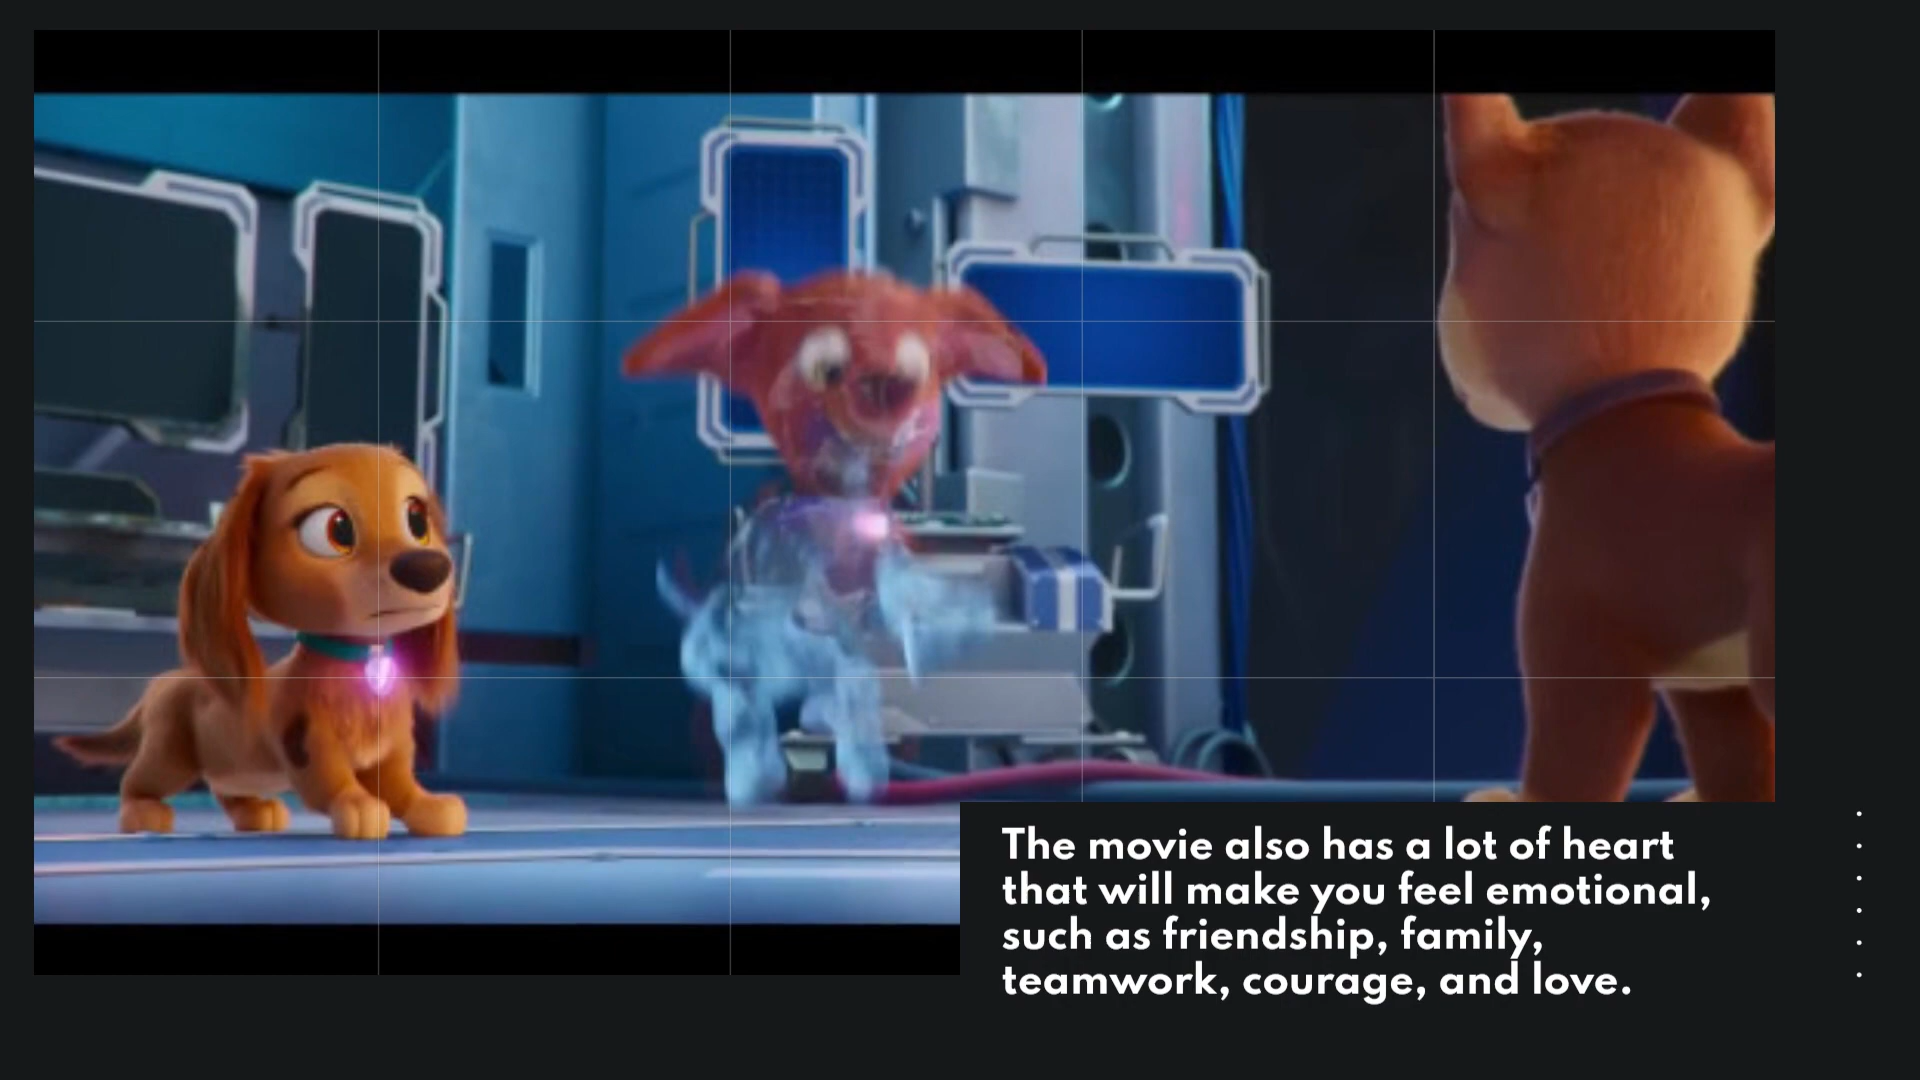 The movie also has a lot of heart
that will make you feel emotional,
such as friendship, family,
teamwork, courage, and love.